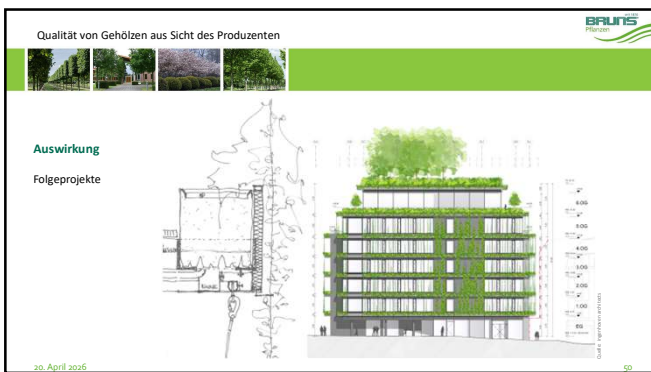 Qualität von Gehölzen aus Sicht des Produzenten
BRUNS
Pflanzen
Auswirkung
Folgeprojekte
5.OG
4.OG
3.OG
2.OG
1.OG
EG
20. April 2026
50